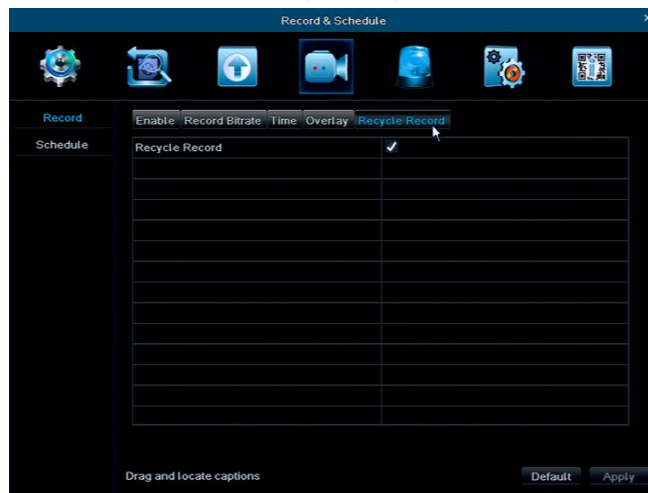 Record & Schedule
Record
Enable Record Bitrate Time Overlay Recycle Record
Schedule
Recycle Record
Drag and locate captions
Default Apply